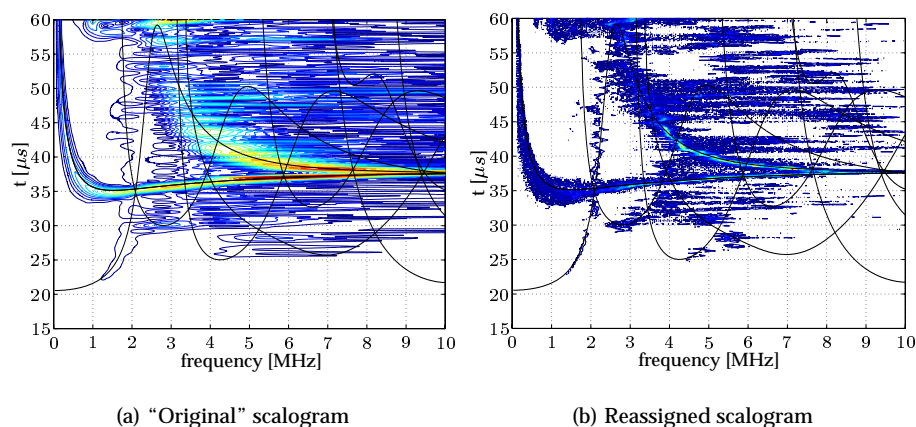 60
55
50
45
40
35
30
25
20
15
t [μs]
0 1 2 3 4 5 6 7 8 9 10
frequency [MHz]
(a) “Original” scalogram
60
55
50
45
40
35
30
25
20
15
t [μs]
0 1 2 3 4 5 6 7 8 9 10
frequency [MHz]
(b) Reassigned scalogram